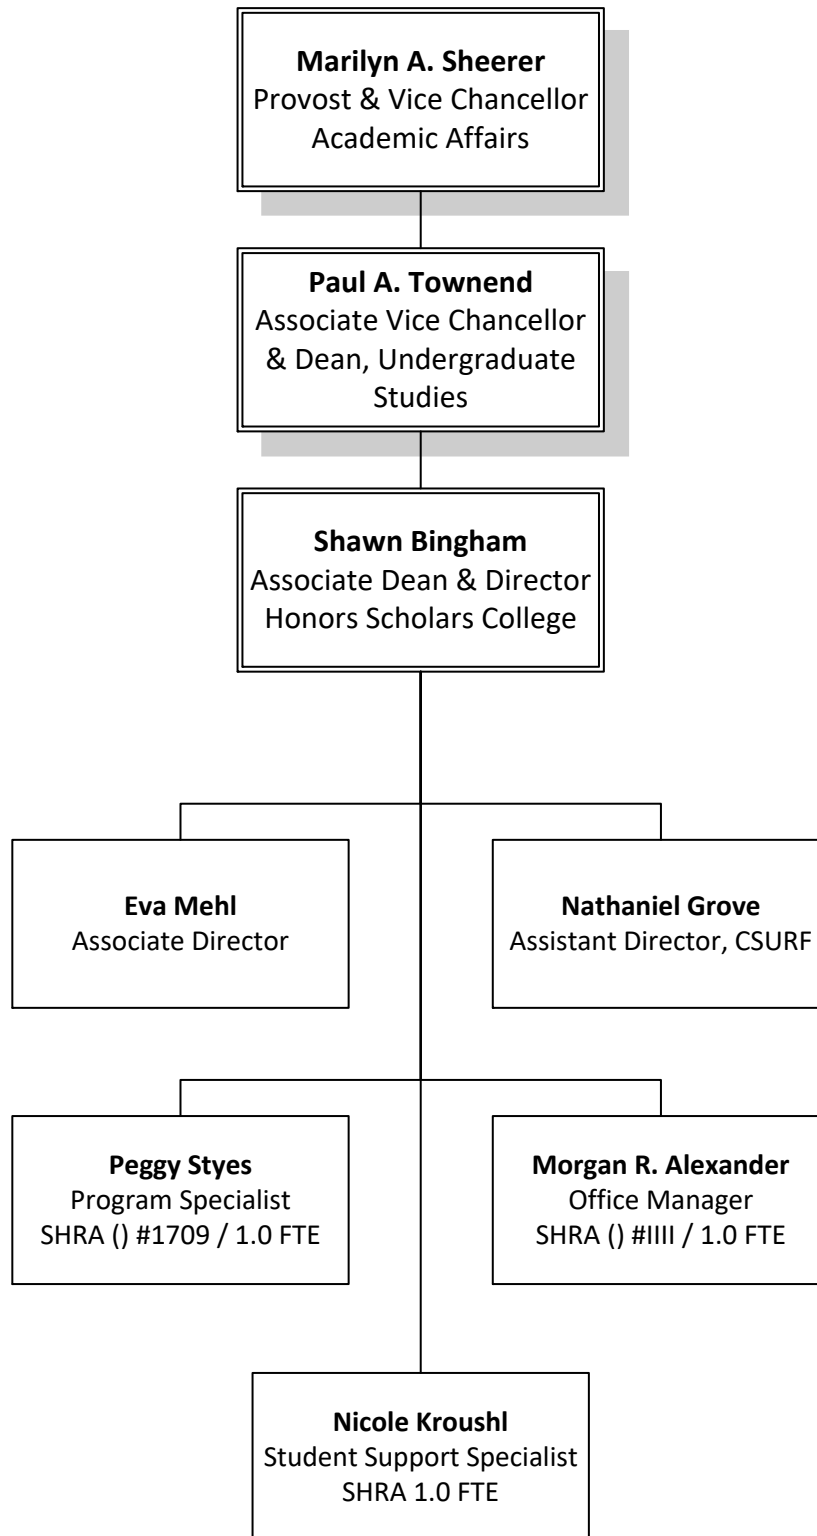 Marilyn A. Sheerer
Provost & Vice Chancellor
Academic Affairs
Paul A. Townend
Associate Vice Chancellor
& Dean, Undergraduate
Studies
Shawn Bingham
Associate Dean & Director
Honors Scholars College
Eva Mehl
Associate Director
Nathaniel Grove
Assistant Director, CSURF
Peggy Styes
Program Specialist
SHRA () #1709 / 1.0 FTE
Morgan R. Alexander
Office Manager
SHRA () #IIII / 1.0 FTE
Nicole Kroushl
Student Support Specialist
SHRA 1.0 FTE